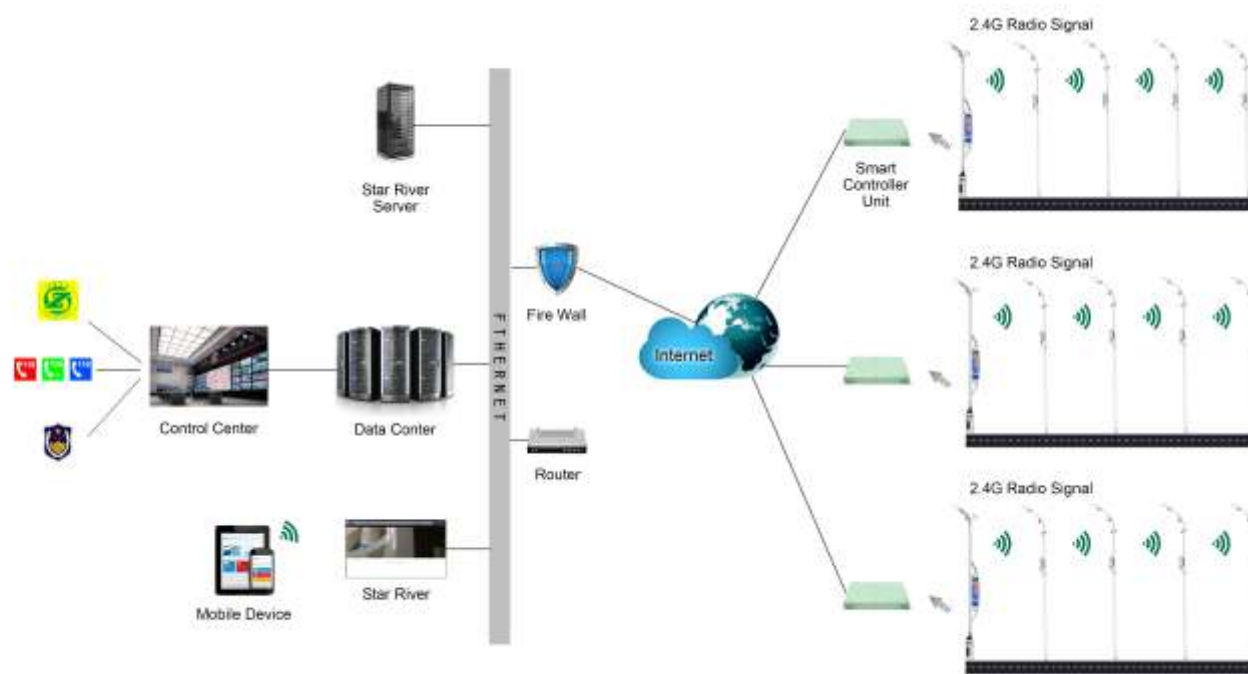 2.4G Radio Signal
Star River
Server
Smart
Controller
Unit
2.4G Radio Signal
Fire Wall
FTHERNET
Internet
Control Center
Data Conter
Router
2.4G Radio Signal
Star River
Mobile Device